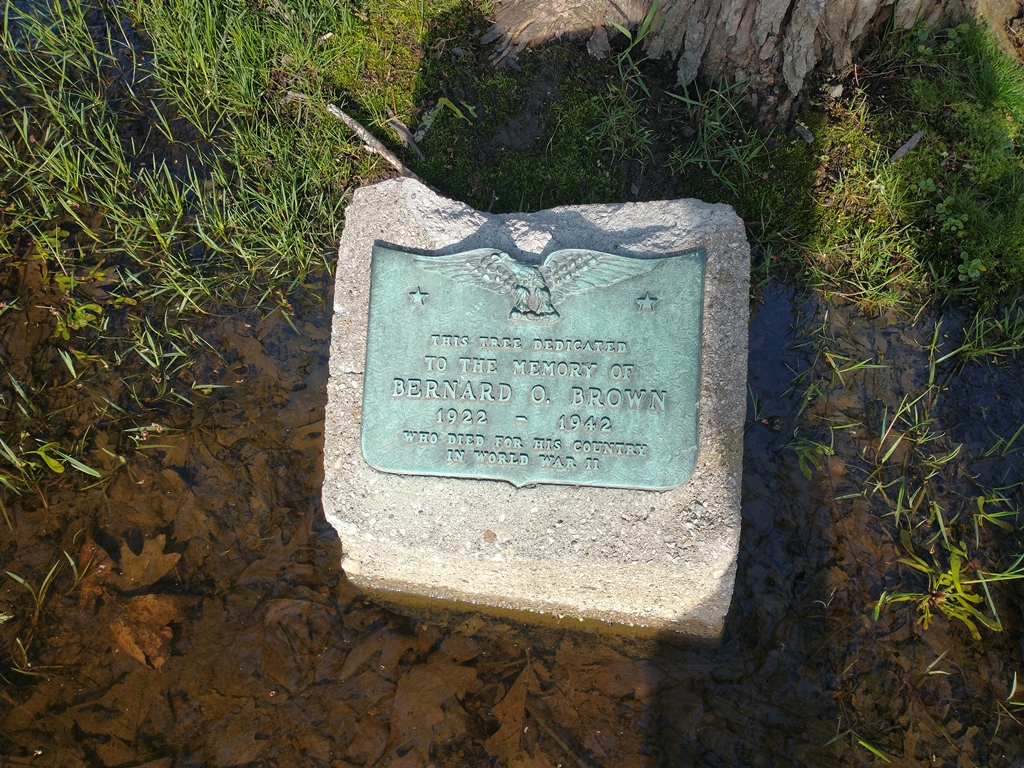 THIS TREE DEDICATED
TO THE MEMORY OF
BERNARD O. BROWN
1922 - 1942
WHO DIED FOR HIS COUNTRY
IN WORLD WAR II